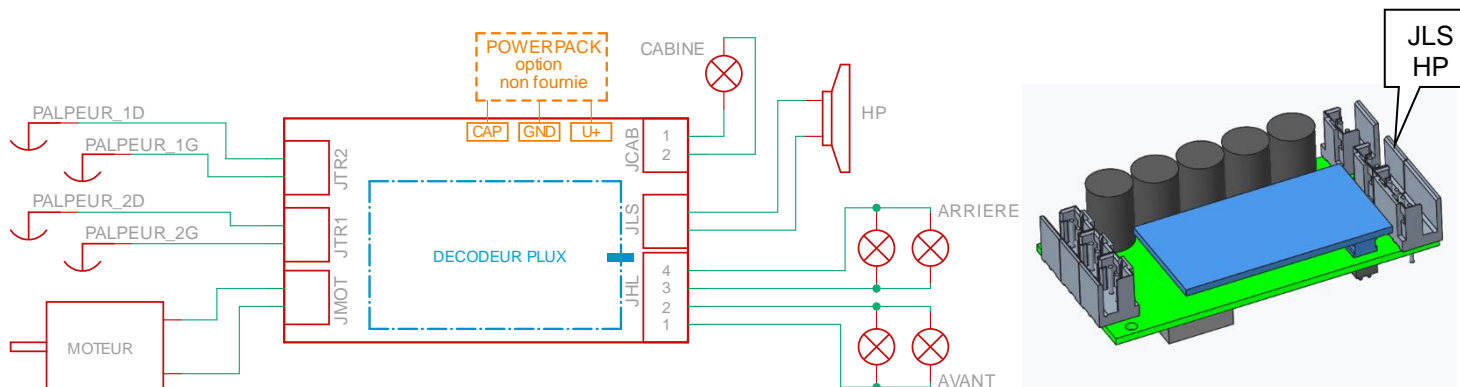 POWERPACK
option
non fournie
CABINE
JLS
HP
PALPEUR_1D
PALPEUR_1G
PALPEUR_2D
PALPEUR_2G
CAP
GND
U+
JCAB
1
2
HP
JTR2
JTR1
JMOT
JLS
DECODEUR PLUX
ARRIERE
JHL
4
3
2
1
MOTEUR
AVANT